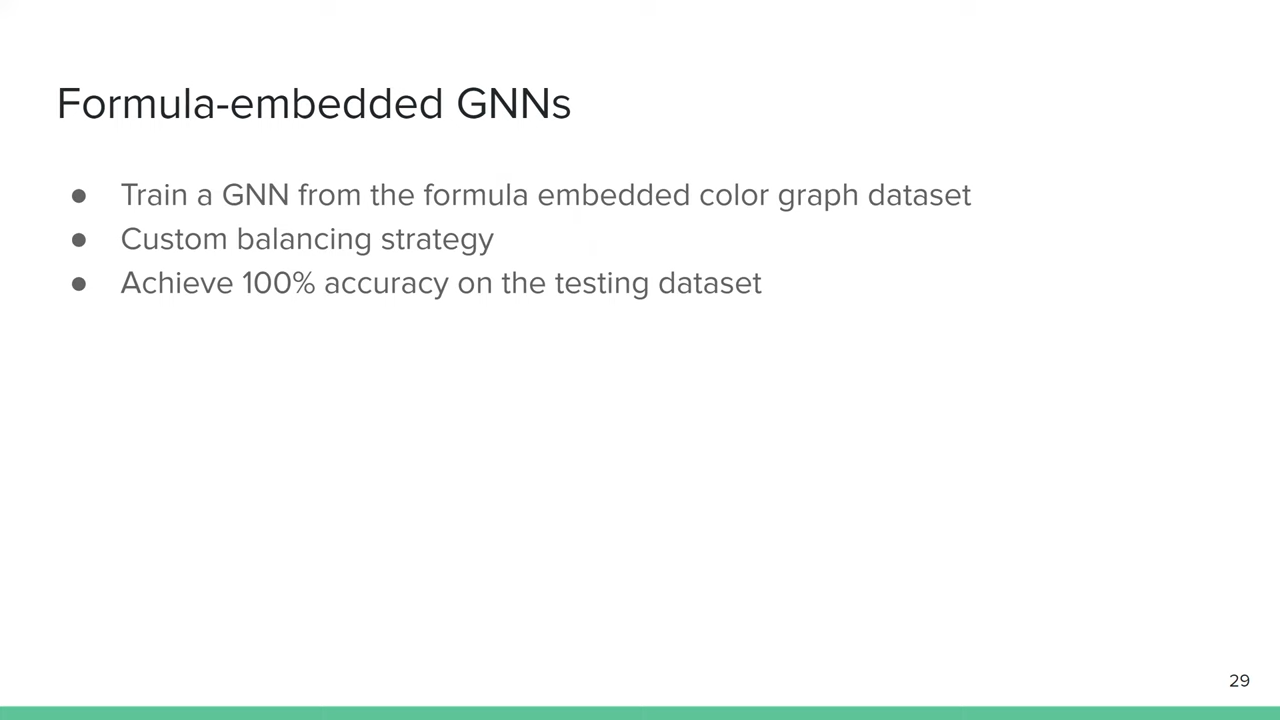 Formula-embedded GNNs
● Train a GNN from the formula embedded color graph dataset
● Custom balancing strategy
● Achieve 100% accuracy on the testing dataset
29